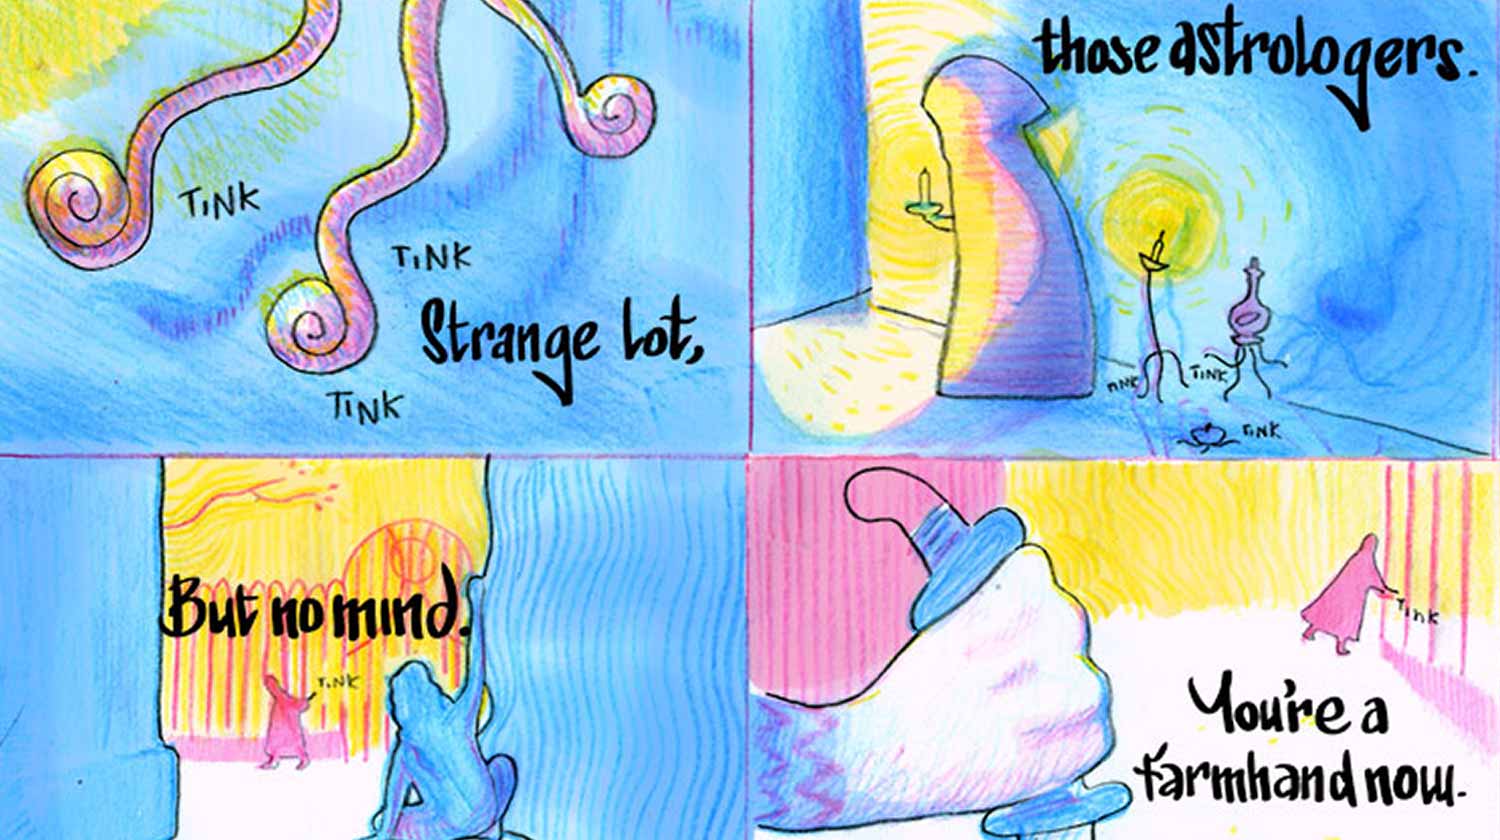 TINK
TINK
Strange lot,
TINK
those astrologers.
TINK
TINK
TINK
But no mind.
TINK
Tink
You're a
farmhand now.